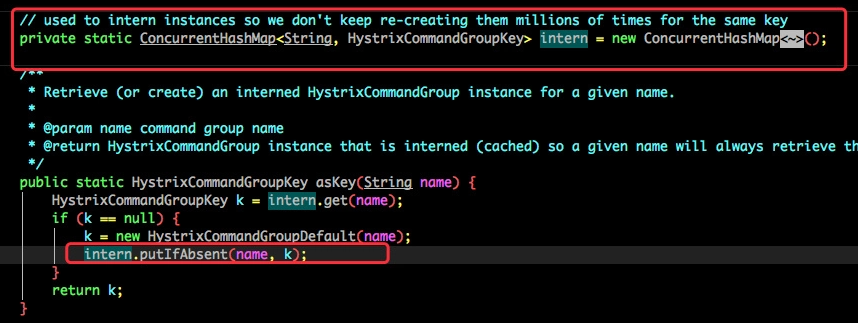 // used to intern instances so we don't keep re-creating them millions of times for the same key
private static ConcurrentHashMap<String, HystrixCommandGroupKey> intern = new ConcurrentHashMap<~>();
/**
* Retrieve (or create) an interned HystrixCommandGroup instance for a given name.
*
* @param name command group name
* @return HystrixCommandGroup instance that is interned (cached) so a given name will always retrieve th
*/
public static HystrixCommandGroupKey asKey(String name) {
HystrixCommandGroupKey k = intern.get(name);
if (k == null) {
k = new HystrixCommandGroupDefault(name);
intern.putIfAbsent(name, k);
}
return k;
}